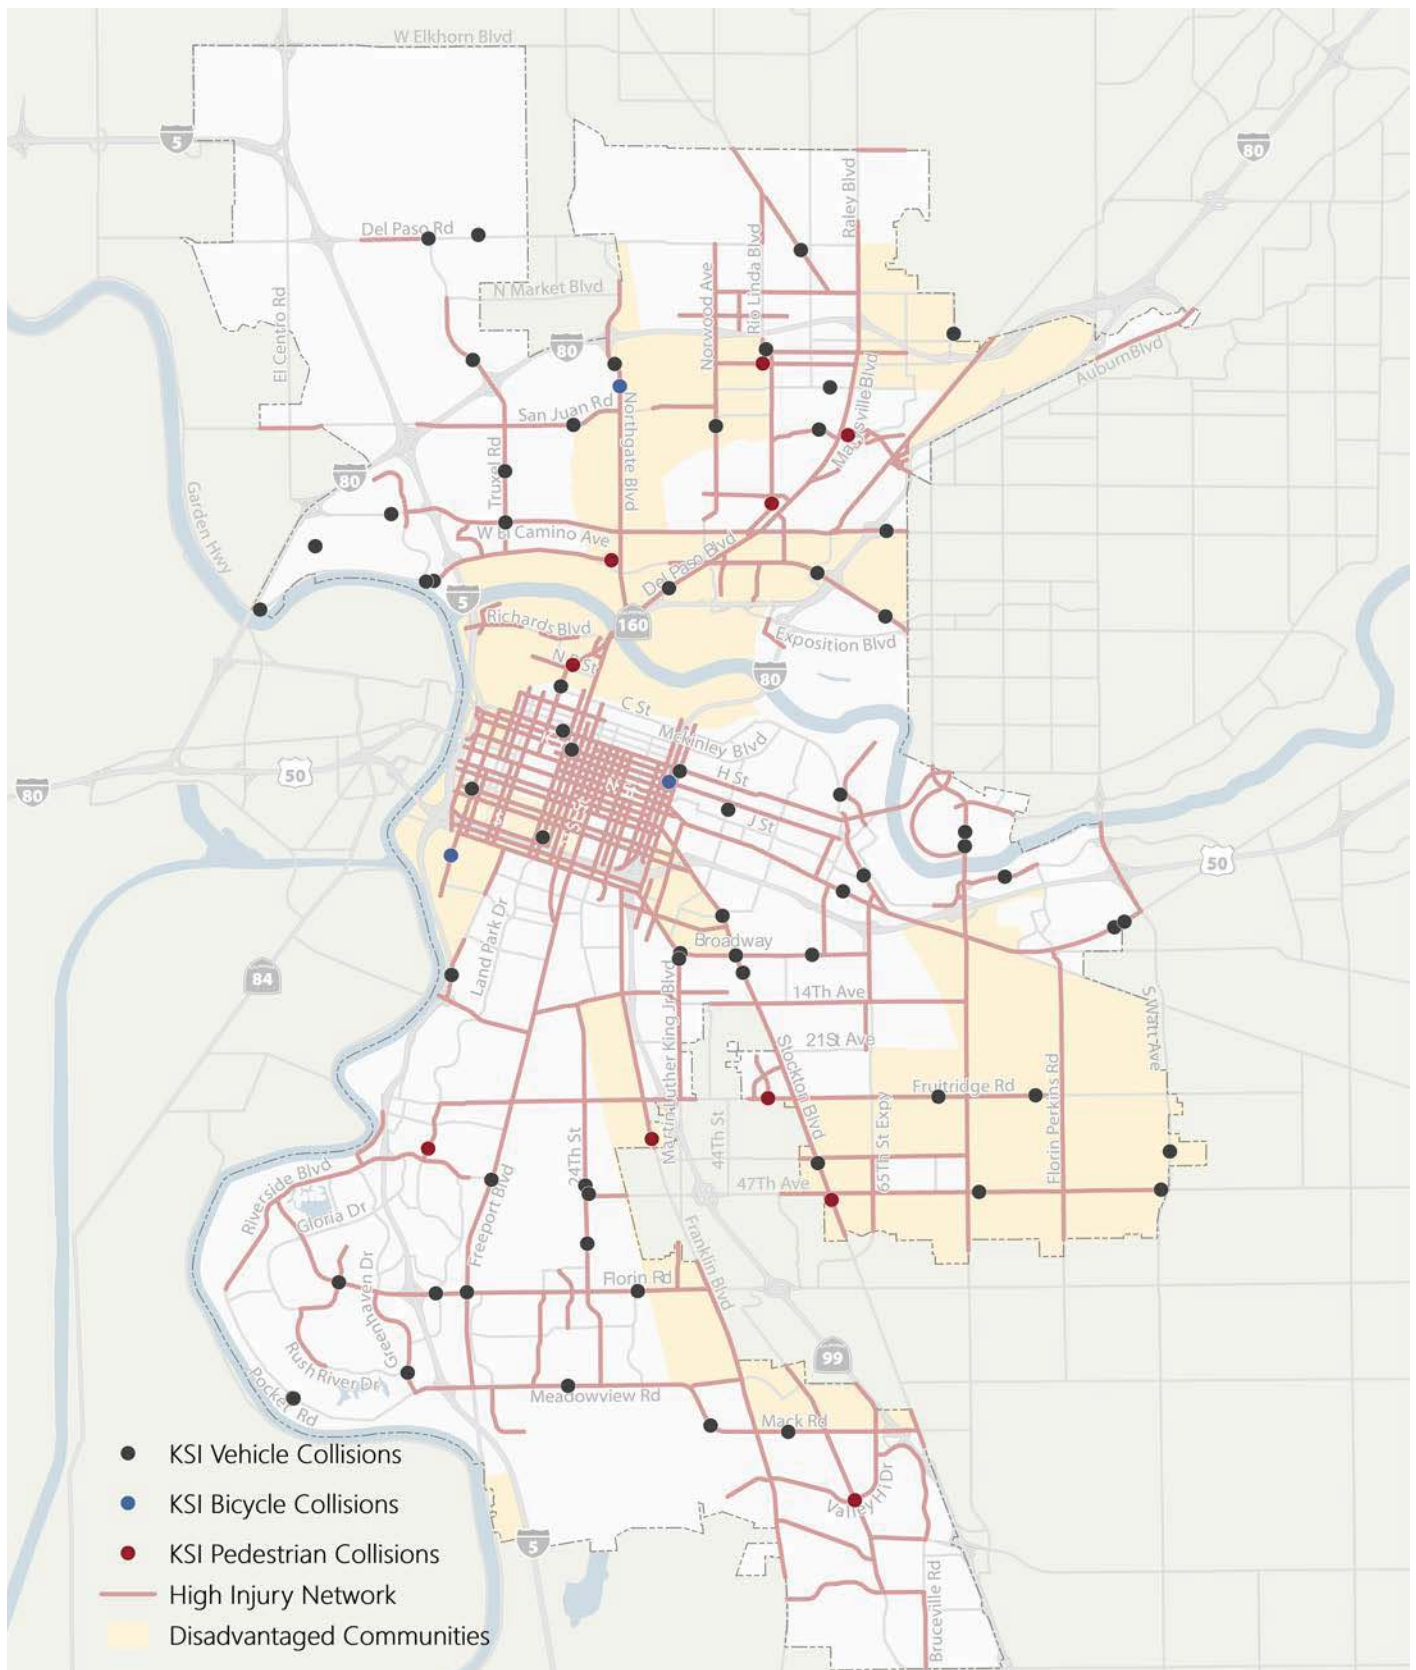 W Elkhorn Blvd
5
80
Raley Blvd
Del Paso Rd
Rio Linda Blvd
Norwood Ave
N Market Blvd
El Centro Rd
80
Auburn Blvd
Marysville Blvd
San Juan Rd
Northgate Blvd
Truxel Rd
80
Garden Hwy
W El Camino Ave
Del Paso Blvd
5
160
Richards Blvd
Exposition Blvd
80
C St
McKinley Blvd
H St
50
80
J St
50
Land Park Dr
Broadway
84
14Th Ave
S Watt Ave
21St Ave
Martin Luther King Jr Blvd
Stockton Blvd
Fruitridge Rd
Florin Perkins Rd
65Th St Expy
44Th St
24Th St
47Th Ave
Riverside Blvd
Gloria Dr
Freeport Blvd
Franklin Blvd
Greenhaven Dr
Florin Rd
99
Rush River Dr
Pocket Rd
Meadowview Rd
Mack Rd
Valley Hi Dr
5
Bruceville Rd
KSI Vehicle Collisions
KSI Bicycle Collisions
KSI Pedestrian Collisions
High Injury Network
Disadvantaged Communities